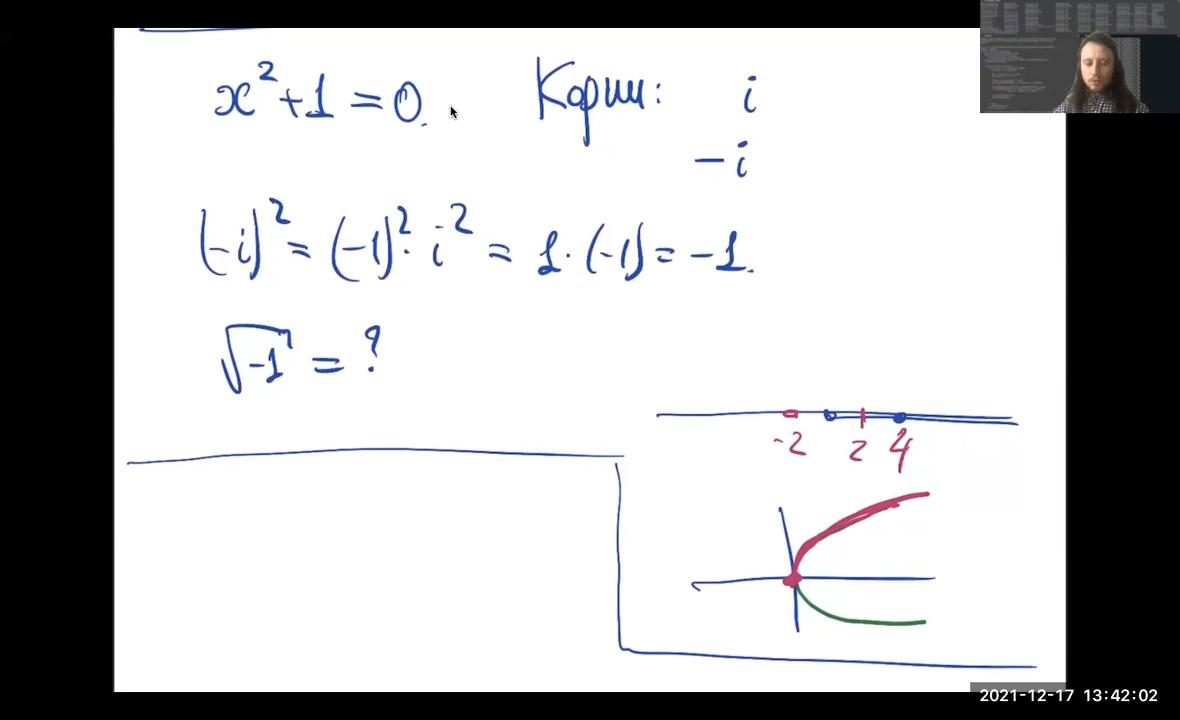 x² + 1 = 0. Корни: i
-i
(-i)² = (-1)² · i² = 1 · (-1) = -1.
√-1 = ?
-2 2 4
2021-12-17 13:42:02